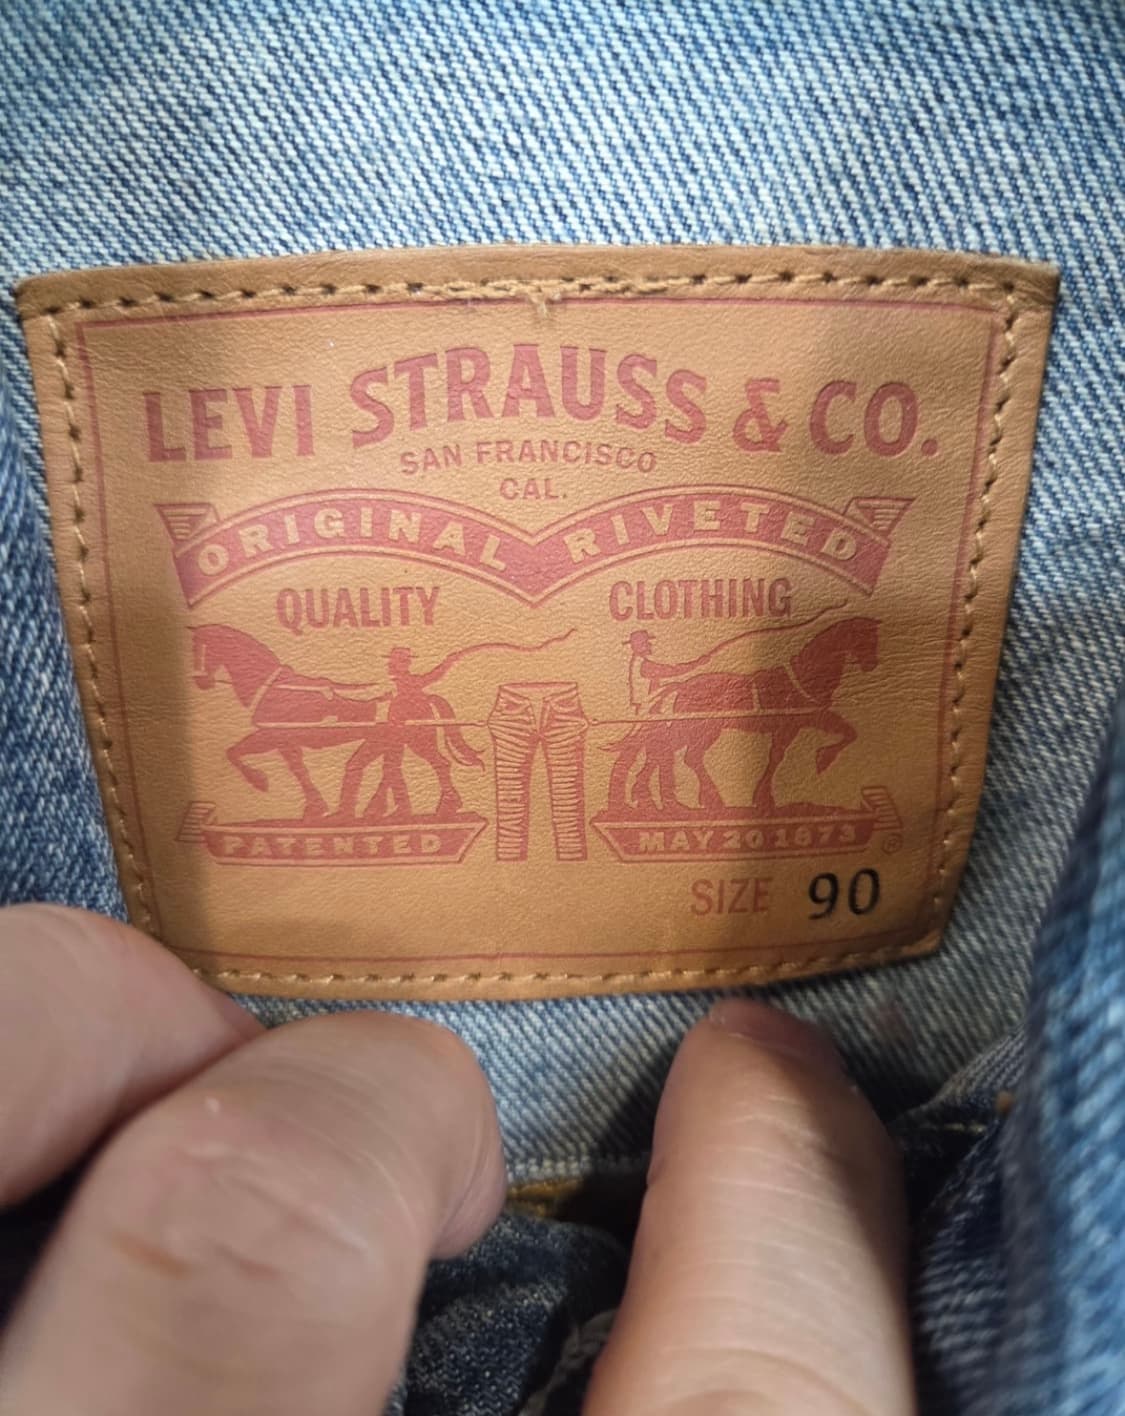 LEVI STRAUSS & CO.
SAN FRANCISCO
CAL.
ORIGINAL RIVETED
QUALITY CLOTHING
PATENTED MAY 20 1873 ®
SIZE 90